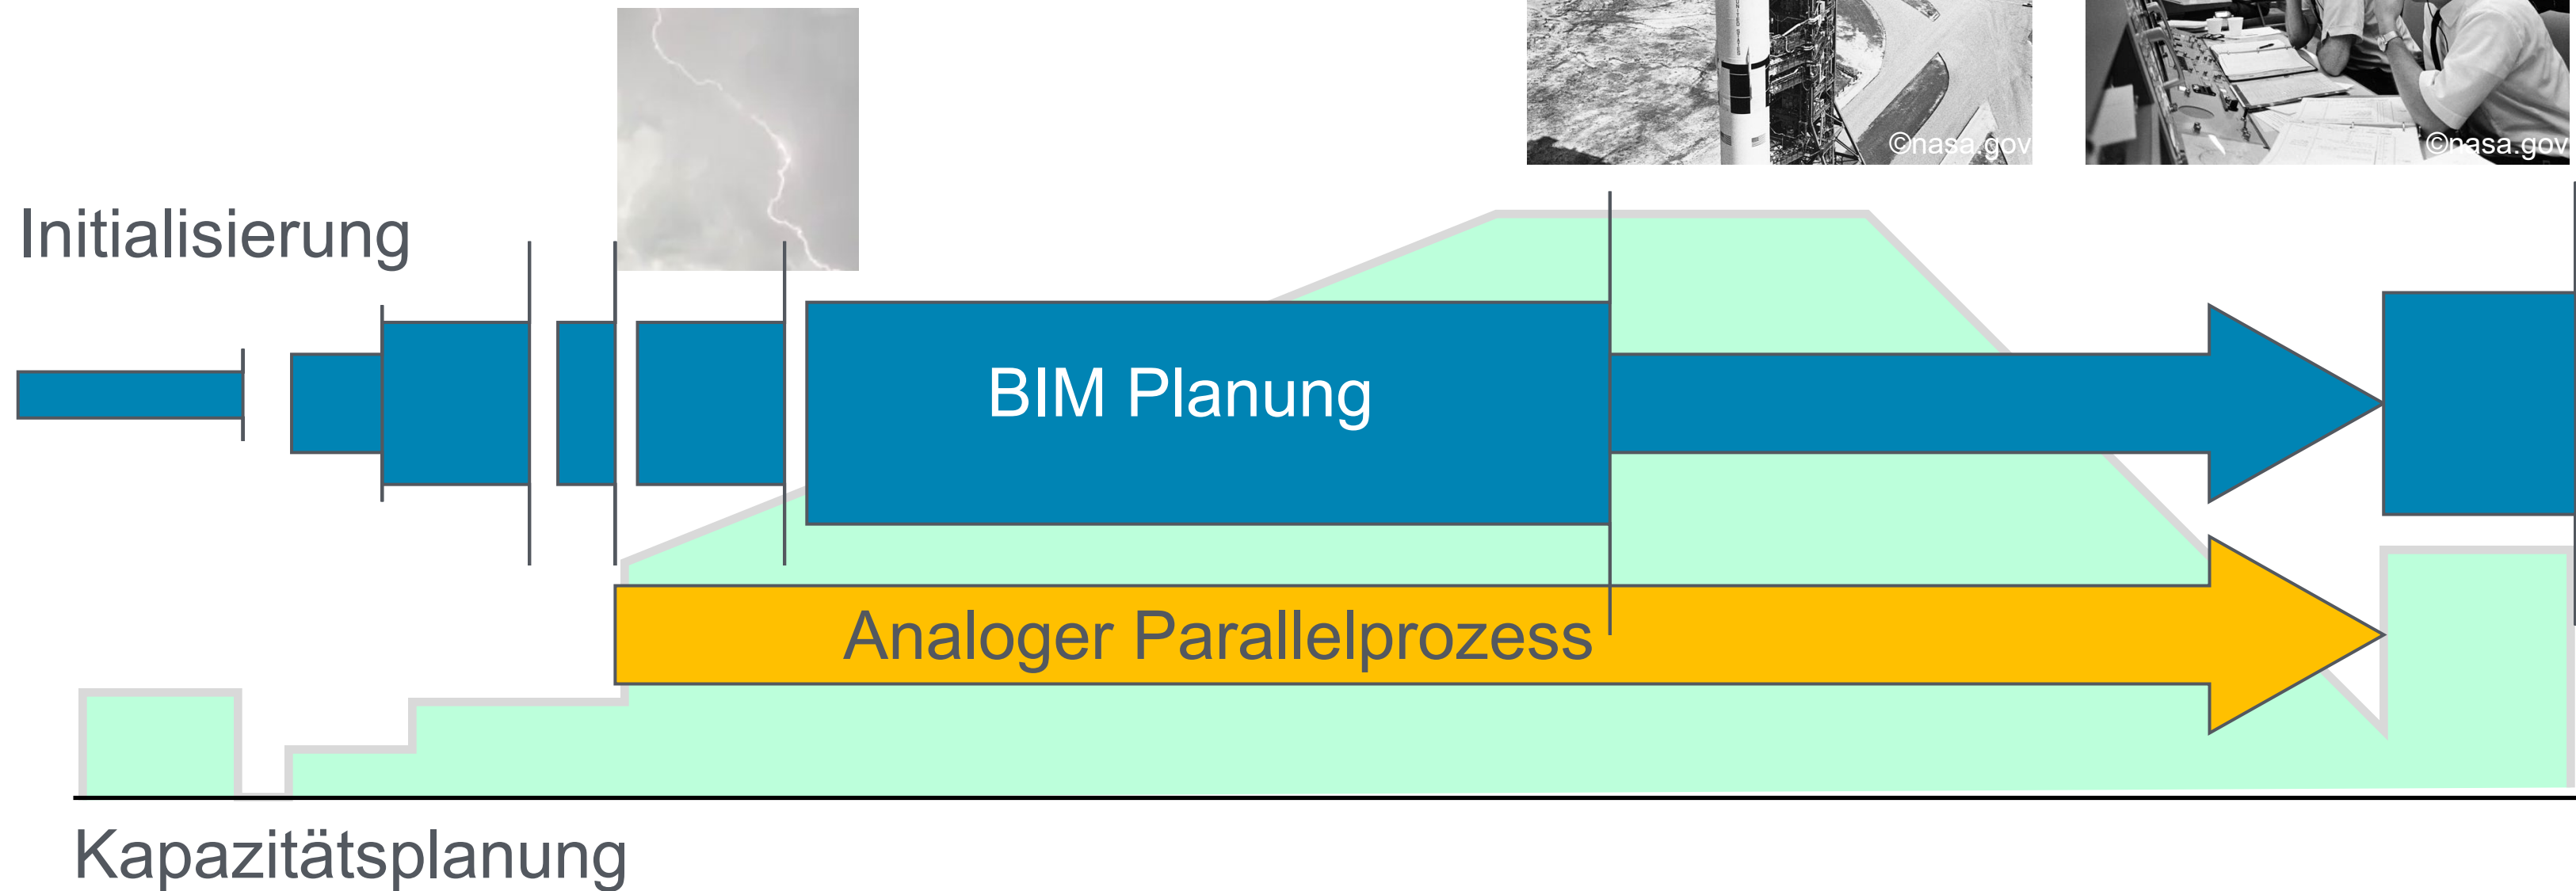 ©nasa.gov
©nasa.gov
Initialisierung
BIM Planung
Analoger Parallelprozess
Kapazitätsplanung